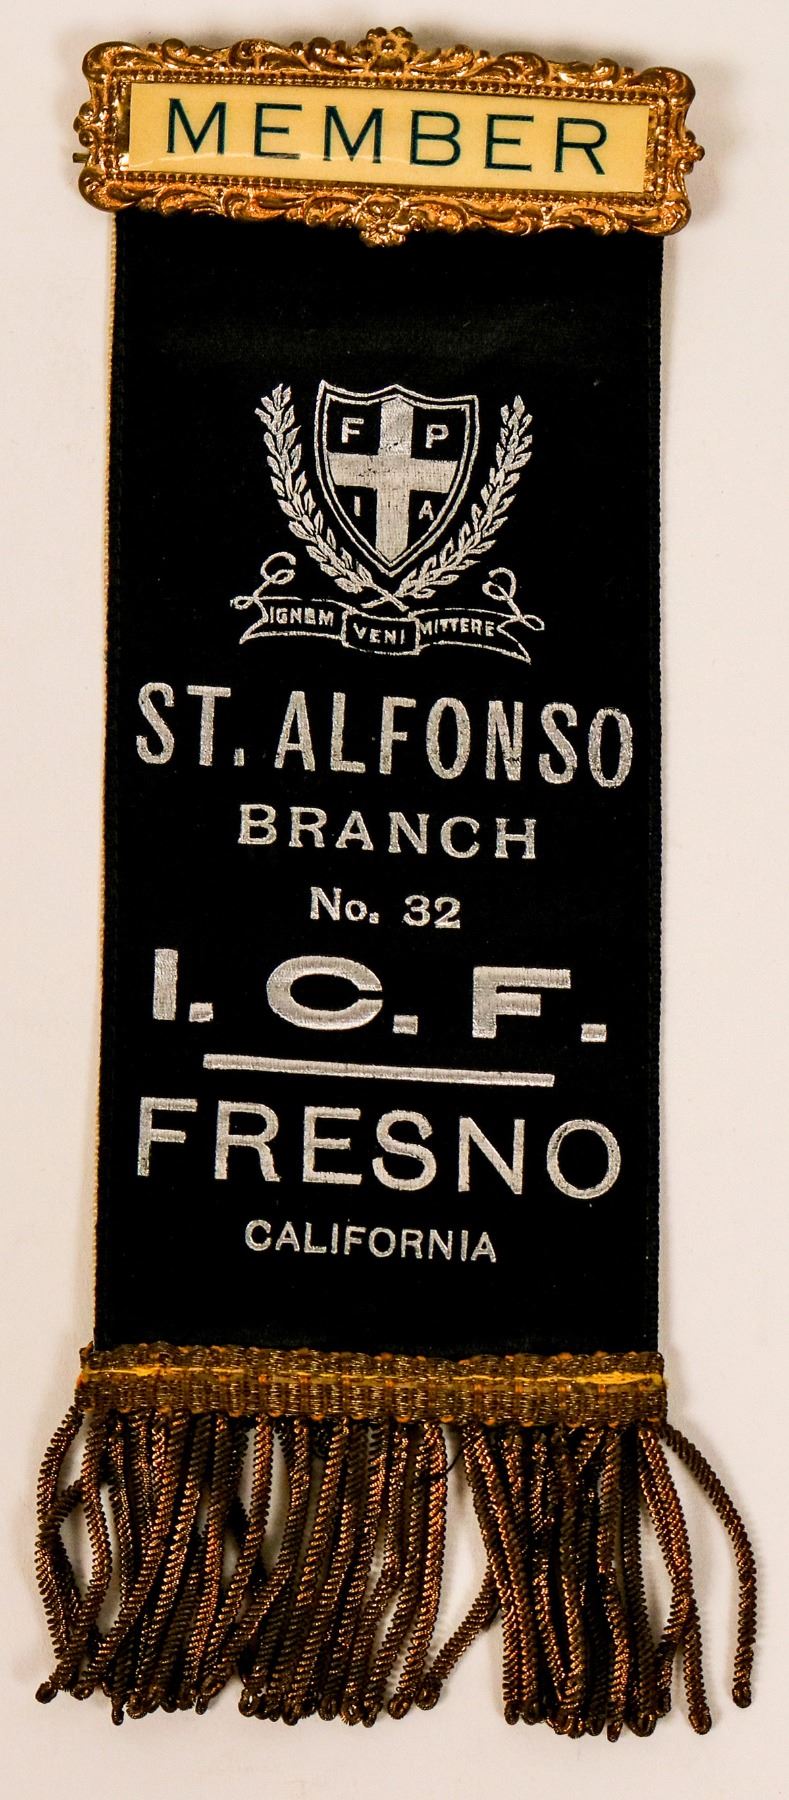 MEMBER
F P
I A
IGNEM VENI MITTERE
ST. ALFONSO
BRANCH
No. 32
I. C. F.
FRESNO
CALIFORNIA